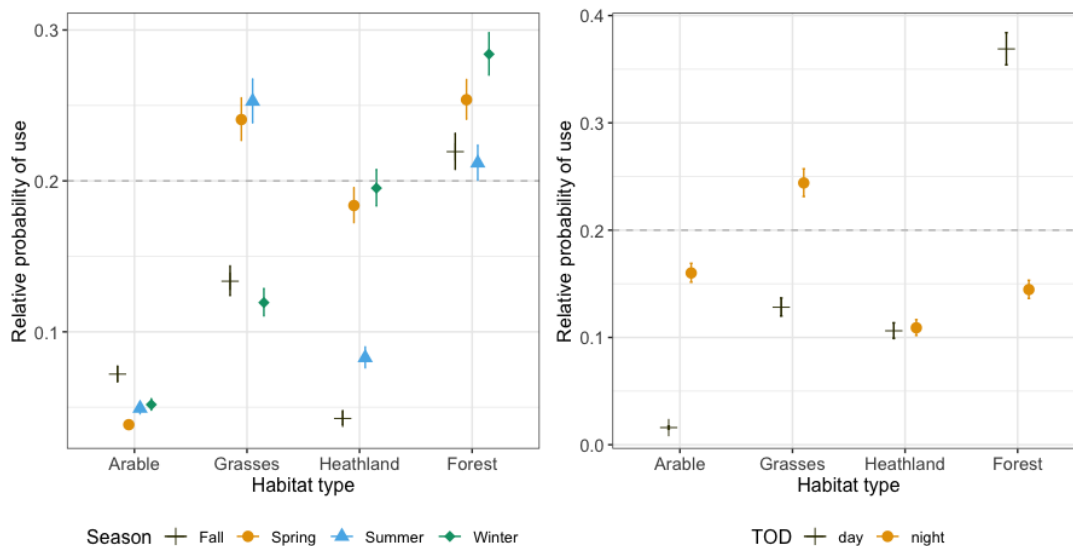 Relative probability of use
0.3
0.2
0.1
Arable Grasses Heathland Forest
Habitat type
Season Fall Spring Summer Winter
Relative probability of use
0.4
0.3
0.2
0.1
0.0
Arable Grasses Heathland Forest
Habitat type
TOD day night